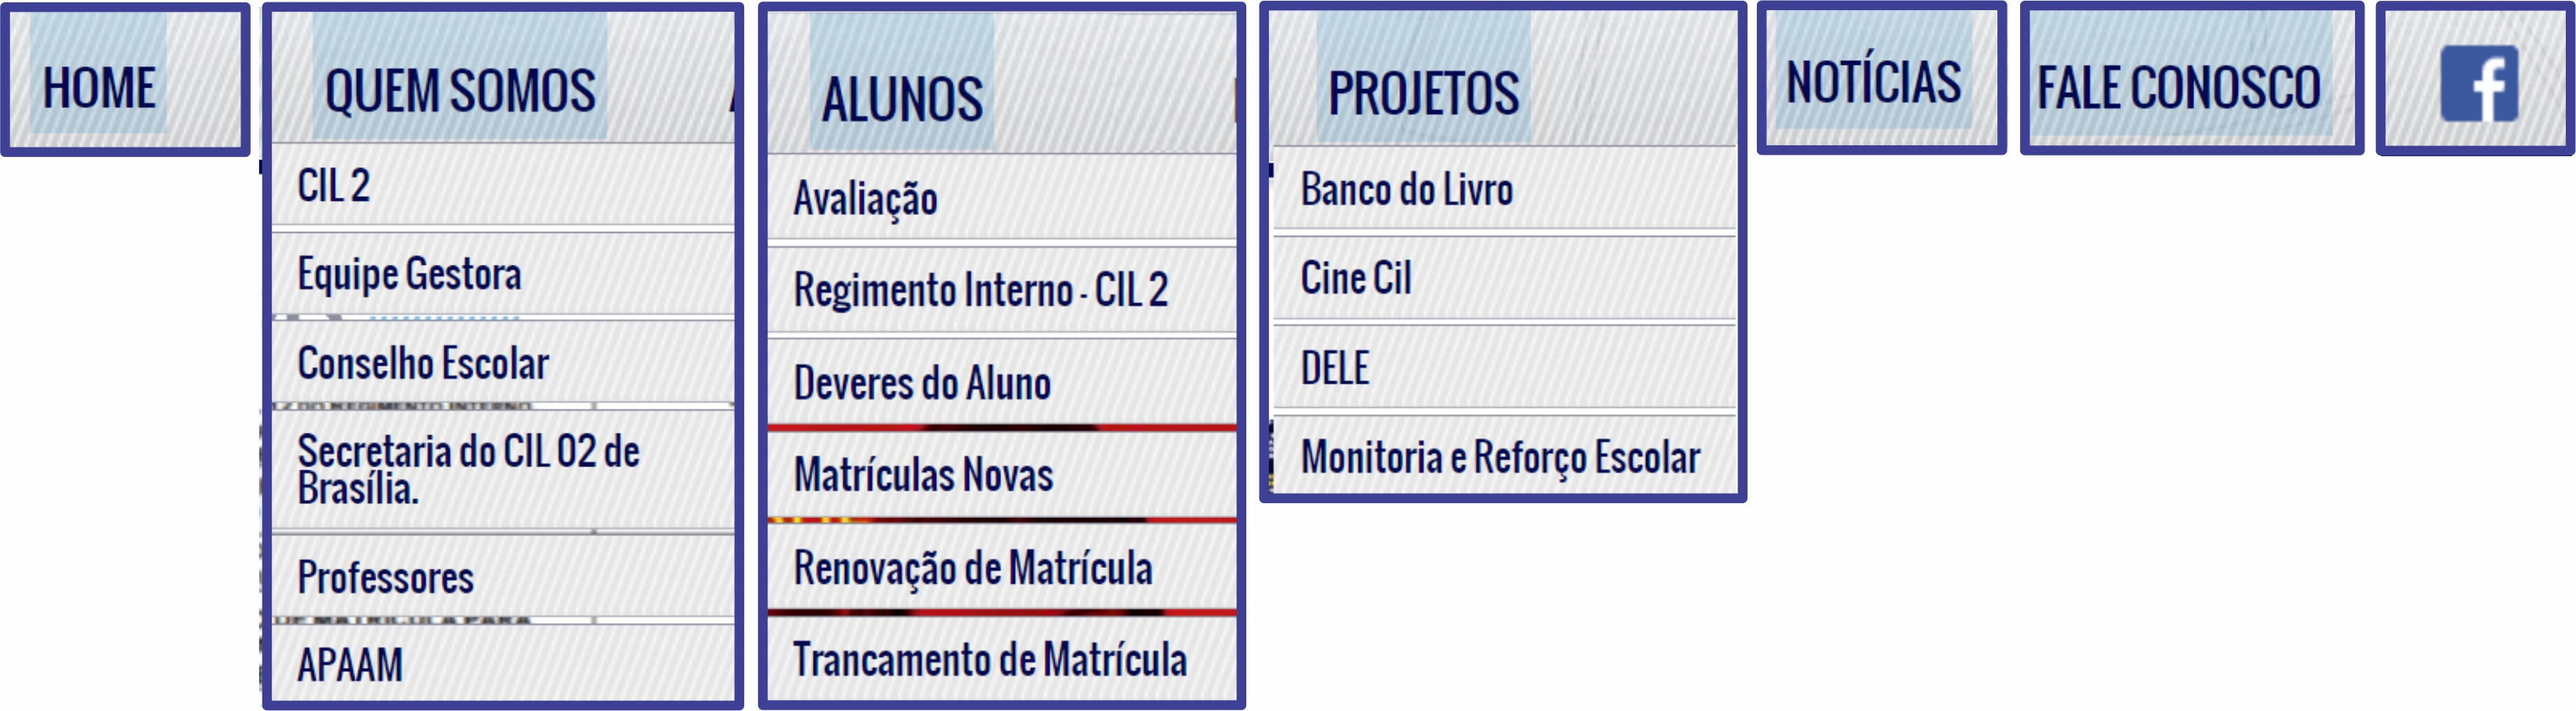 HOME
QUEM SOMOS
CIL 2
Equipe Gestora
Conselho Escolar
Secretaria do CIL 02 de
Brasília.
Professores
APAAM
ALUNOS
Avaliação
Regimento Interno - CIL 2
Deveres do Aluno
Matrículas Novas
Renovação de Matrícula
Trancamento de Matrícula
PROJETOS
Banco do Livro
Cine Cil
DELE
Monitoria e Reforço Escolar
NOTÍCIAS
FALE CONOSCO
f